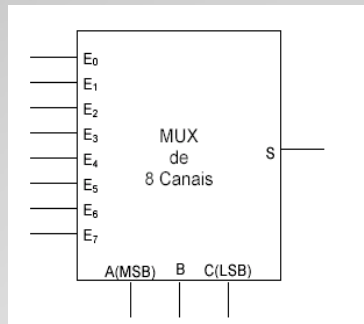 E₀
E₁
E₂
E₃
E₄
E₅
E₆
E₇
MUX
de
8 Canais
S
A(MSB) B C(LSB)